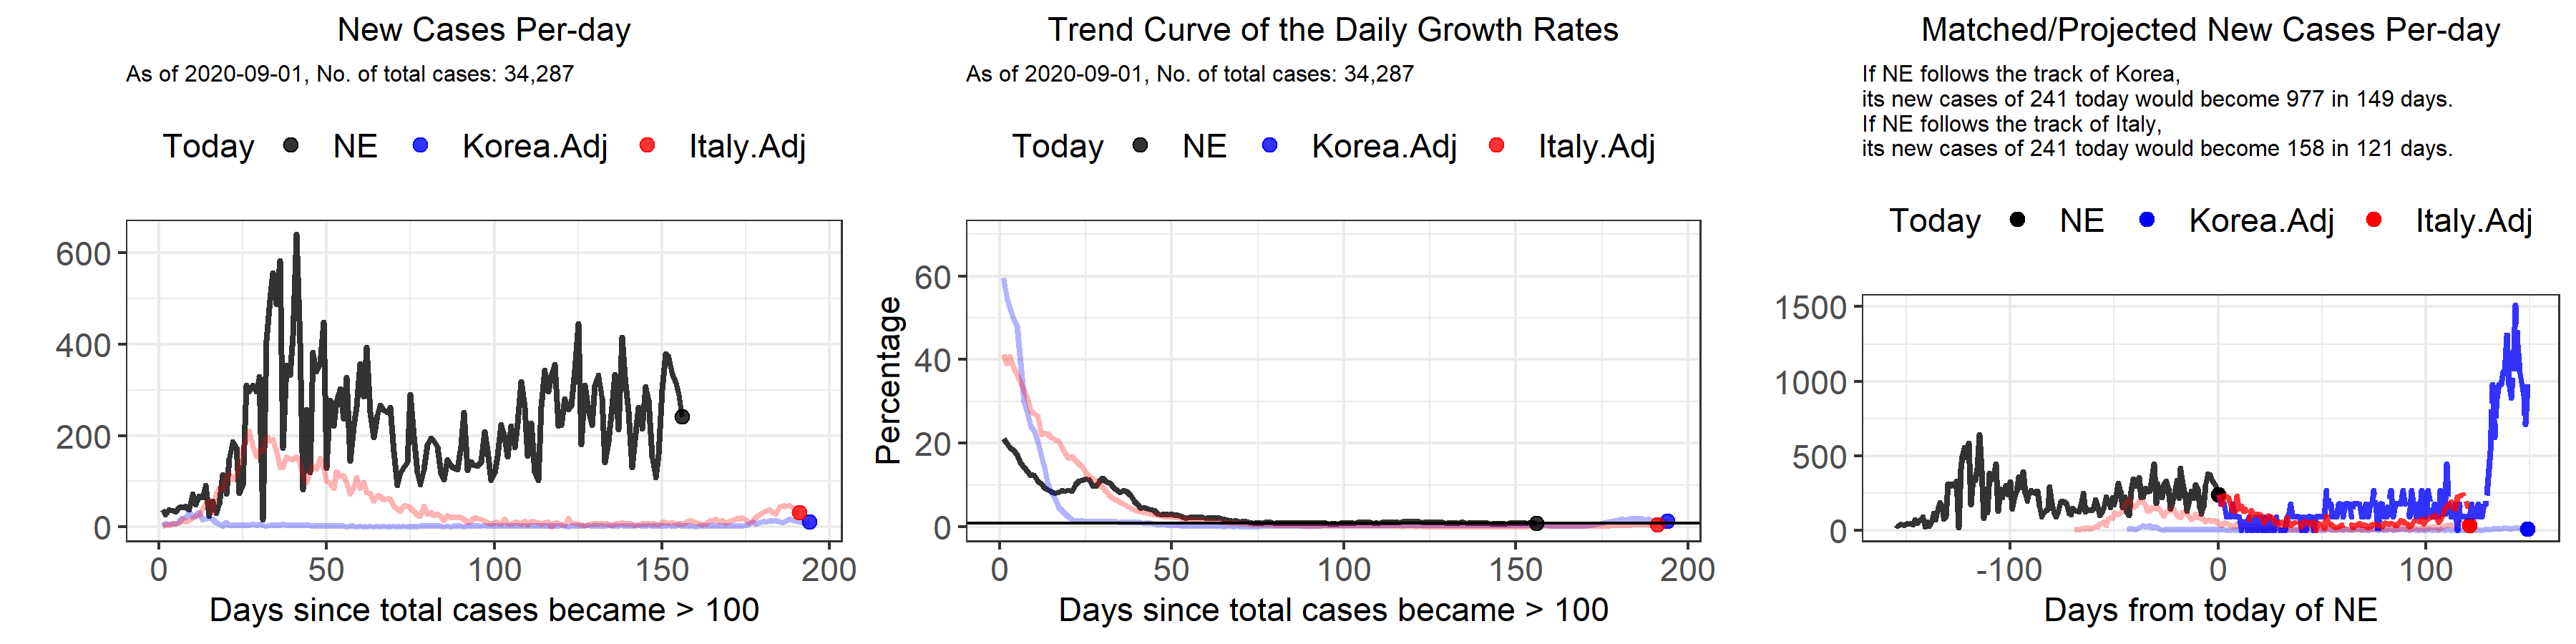 New Cases Per-day
As of 2020-09-01, No. of total cases: 34,287
Today NE Korea.Adj Italy.Adj
600
400
200
0
0 50 100 150 200
Days since total cases became > 100
Trend Curve of the Daily Growth Rates
As of 2020-09-01, No. of total cases: 34,287
Today NE Korea.Adj Italy.Adj
Percentage
60
40
20
0
0 50 100 150 200
Days since total cases became > 100
Matched/Projected New Cases Per-day
If NE follows the track of Korea,
its new cases of 241 today would become 977 in 149 days.
If NE follows the track of Italy,
its new cases of 241 today would become 158 in 121 days.
Today NE Korea.Adj Italy.Adj
1500
1000
500
0
-100 0 100
Days from today of NE